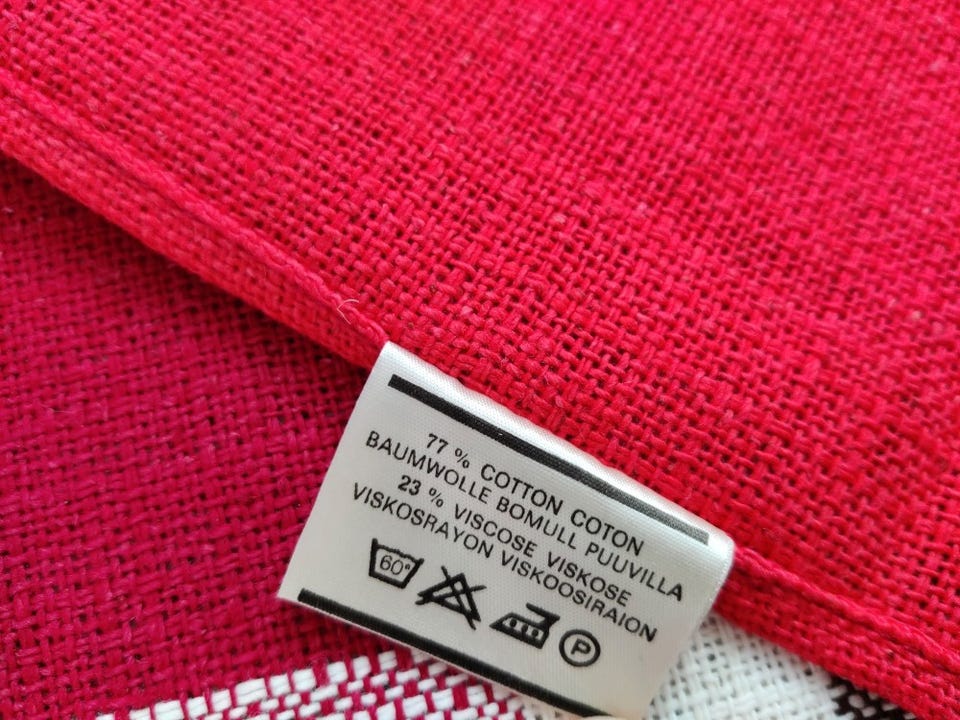 77 % COTTON COTON
BAUMWOLLE BOMULL PUUVILLA
23 % VISCOSE VISKOSE
VISKOSRAYON VISKOOSIRAION
60° P